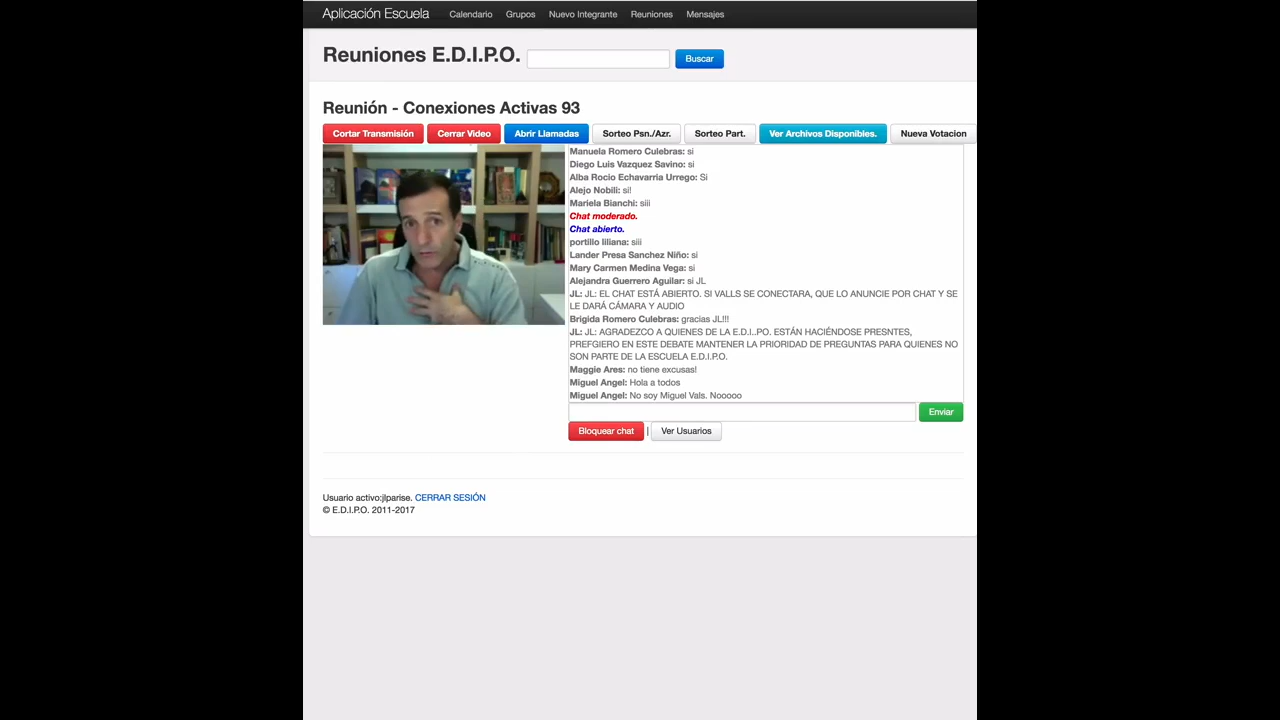 Aplicación Escuela Calendario Grupos Nuevo Integrante Reuniones Mensajes
Reuniones E.D.I.P.O. Buscar
Reunión - Conexiones Activas 93
Cortar Transmisión Cerrar Video Abrir Llamadas Sorteo Psn./Azr. Sorteo Part. Ver Archivos Disponibles. Nueva Votacion
Manuela Romero Culebras: si
Diego Luis Vazquez Savino: si
Alba Rocio Echavarria Urrego: Si
Alejo Nobili: si!
Mariela Bianchi: siii
Chat moderado.
Chat abierto.
portillo liliana: siii
Lander Presa Sanchez Niño: si
Mary Carmen Medina Vega: si
Alejandra Guerrero Aguilar: si JL
JL: JL: EL CHAT ESTÁ ABIERTO. SI VALLS SE CONECTARA, QUE LO ANUNCIE POR CHAT Y SE
LE DARÁ CÁMARA Y AUDIO
Brigida Romero Culebras: gracias JL!!!
JL: JL: AGRADEZCO A QUIENES DE LA E.D.I..PO. ESTÁN HACIÉNDOSE PRESNTES,
PREFGIERO EN ESTE DEBATE MANTENER LA PRIORIDAD DE PREGUNTAS PARA QUIENES NO
SON PARTE DE LA ESCUELA E.D.I.P.O.
Maggie Ares: no tiene excusas!
Miguel Angel: Hola a todos
Miguel Angel: No soy Miguel Vals. Nooooo
Enviar
Bloquear chat | Ver Usuarios
Usuario activo:jlparise. CERRAR SESIÓN
© E.D.I.P.O. 2011-2017